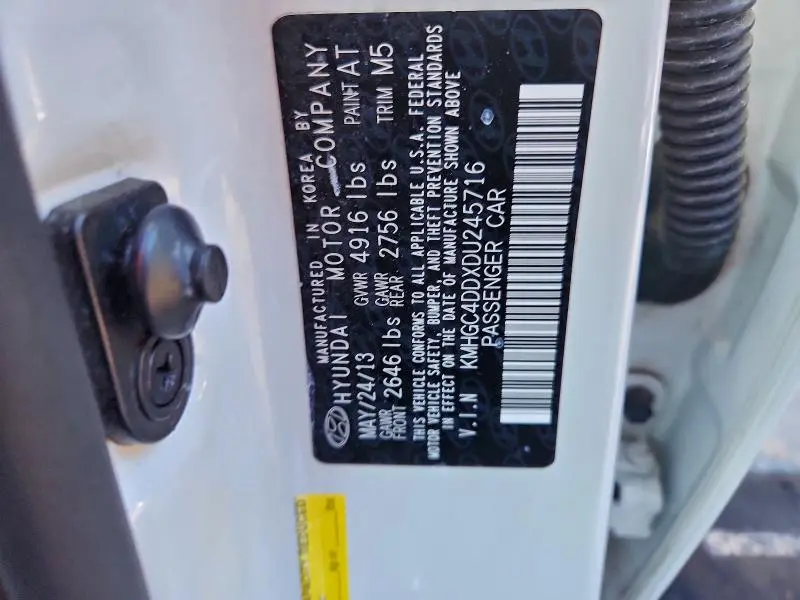 MANUFACTURED IN KOREA BY
HYUNDAI MOTOR COMPANY
MAY/24/13 GVWR 4916 lbs PAINT AT
GAWR FRONT 2646 lbs GAWR REAR 2756 lbs TRIM M5
THIS VEHICLE CONFORMS TO ALL APPLICABLE U.S.A. FEDERAL
MOTOR VEHICLE SAFETY, BUMPER, AND THEFT PREVENTION STANDARDS
IN EFFECT ON THE DATE OF MANUFACTURE SHOWN ABOVE
V.I.N KMHGC4DDXDU245716
PASSENGER CAR
REDUCED